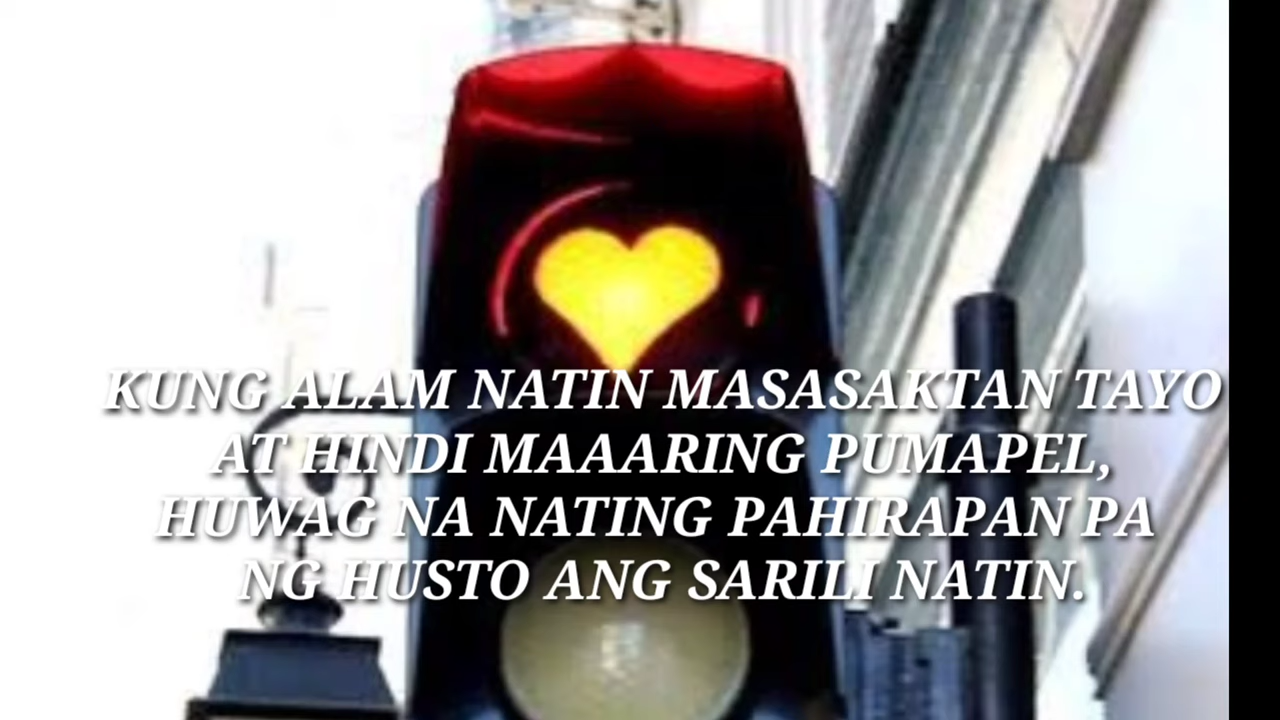 KUNG ALAM NATIN MASASAKTAN TAYO
AT HINDI MAAARING PUMAPEL,
HUWAG NA NATING PAHIRAPAN PA
NG HUSTO ANG SARILI NATIN.